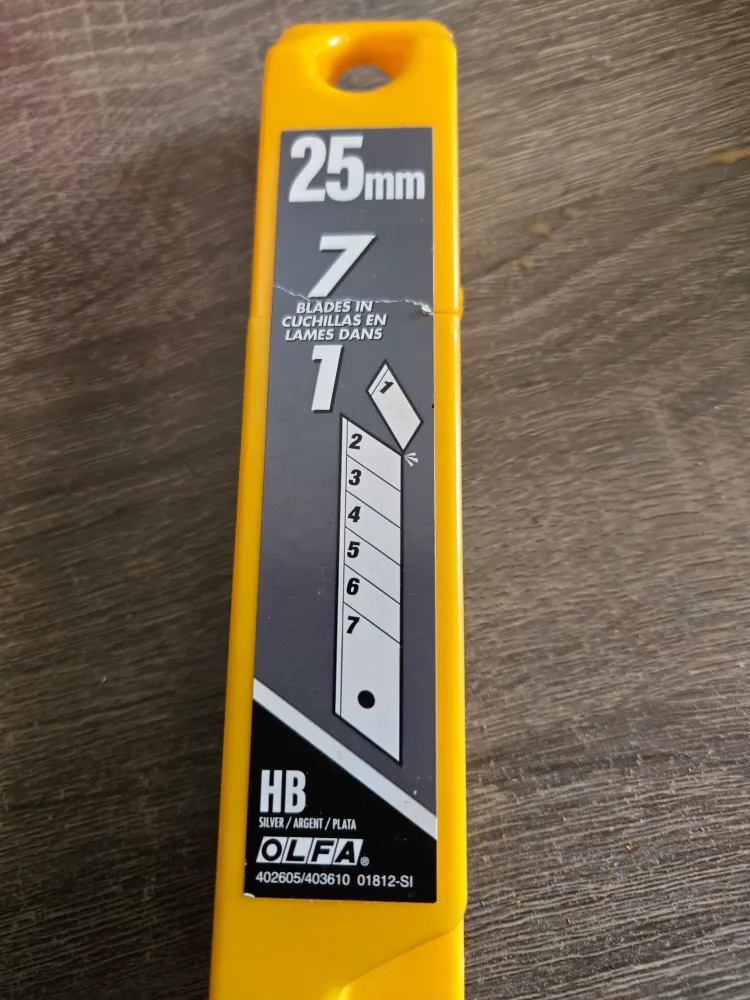 25mm
7
BLADES IN
CUCHILLAS EN
LAMES DANS
1
1
2
3
4
5
6
7
HB
SILVER / ARGENT / PLATA
OLFA®
402605/403610 01812-SI